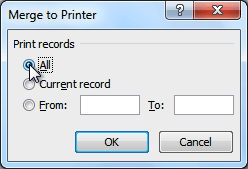 Merge to Printer
Print records
All
Current record
From: To:
OK Cancel